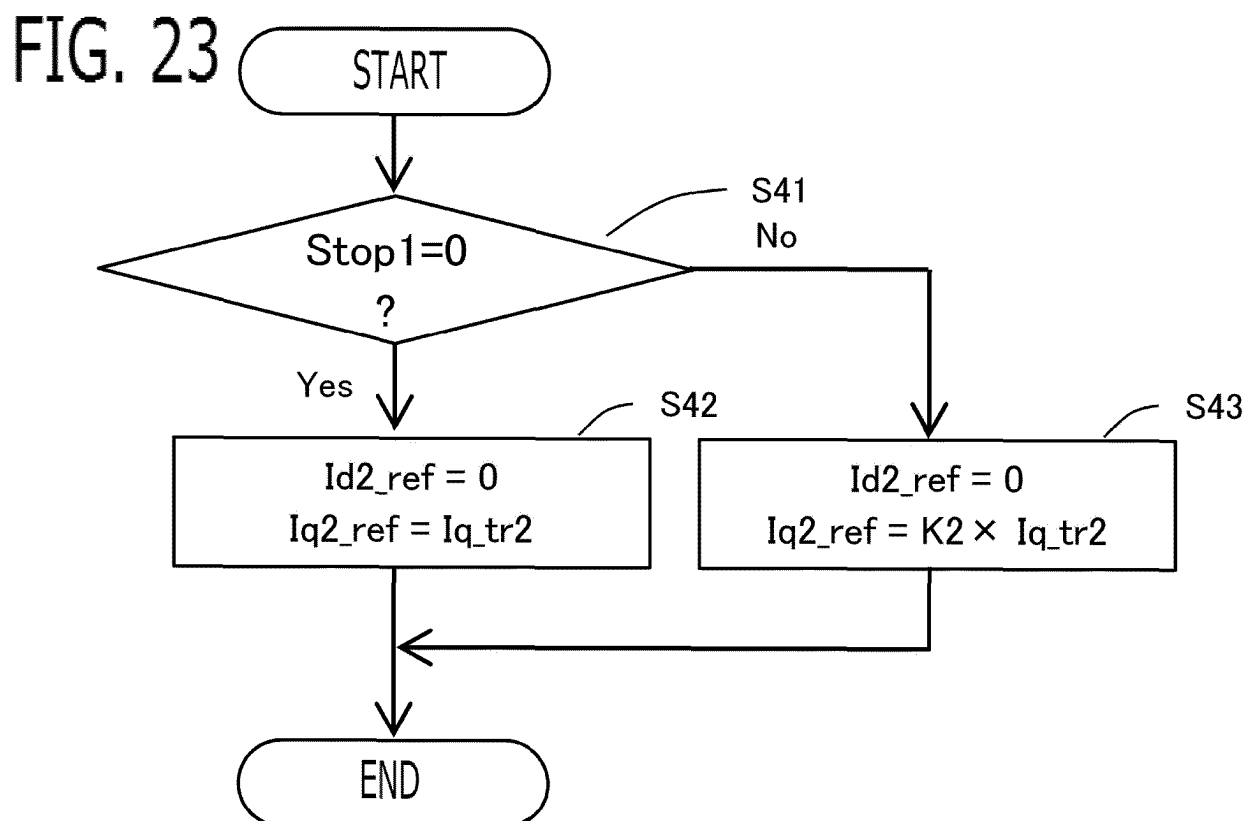 FIG. 23
START
S41
Stop1=0
?
No
Yes
S42
Id2_ref = 0
Iq2_ref = Iq_tr2
S43
Id2_ref = 0
Iq2_ref = K2 × Iq_tr2
END